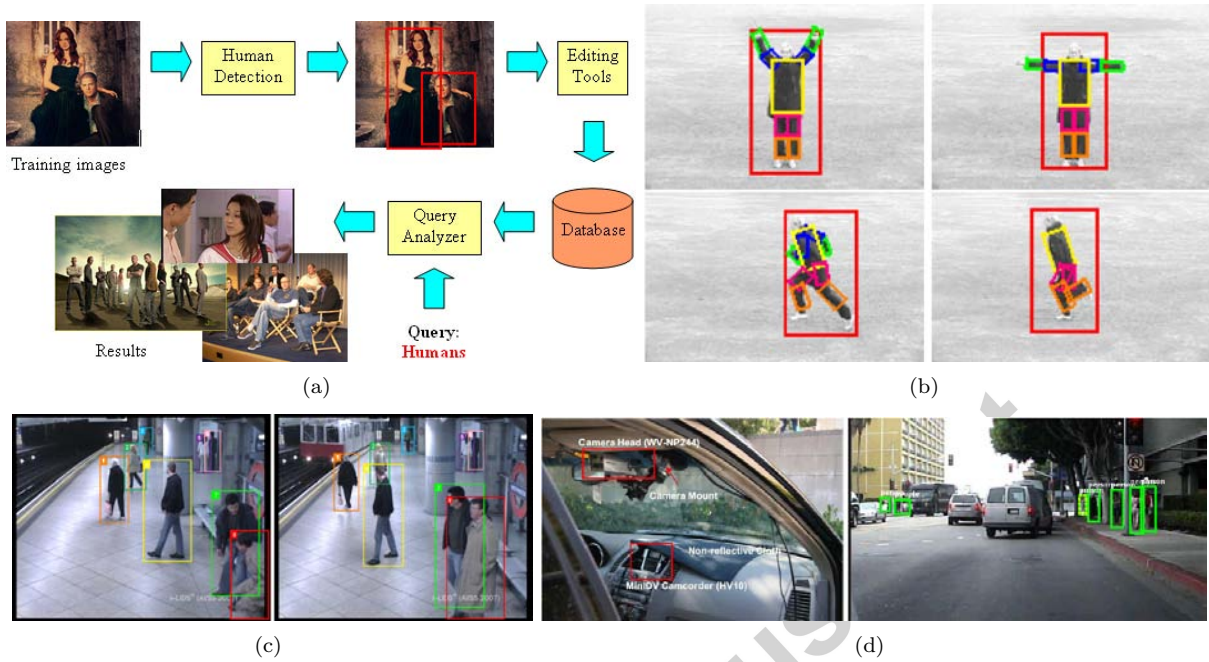 Human
Detection
Editing
Tools
Training images
Query
Analyzer
Database
Results
Query:
Humans
(a)
(b)
Camera Head (WV-NP244)
Camera Mount
Non-reflective Cloth
MiniDV Camcorder (HV10)
i-LIDS
(c)
(d)